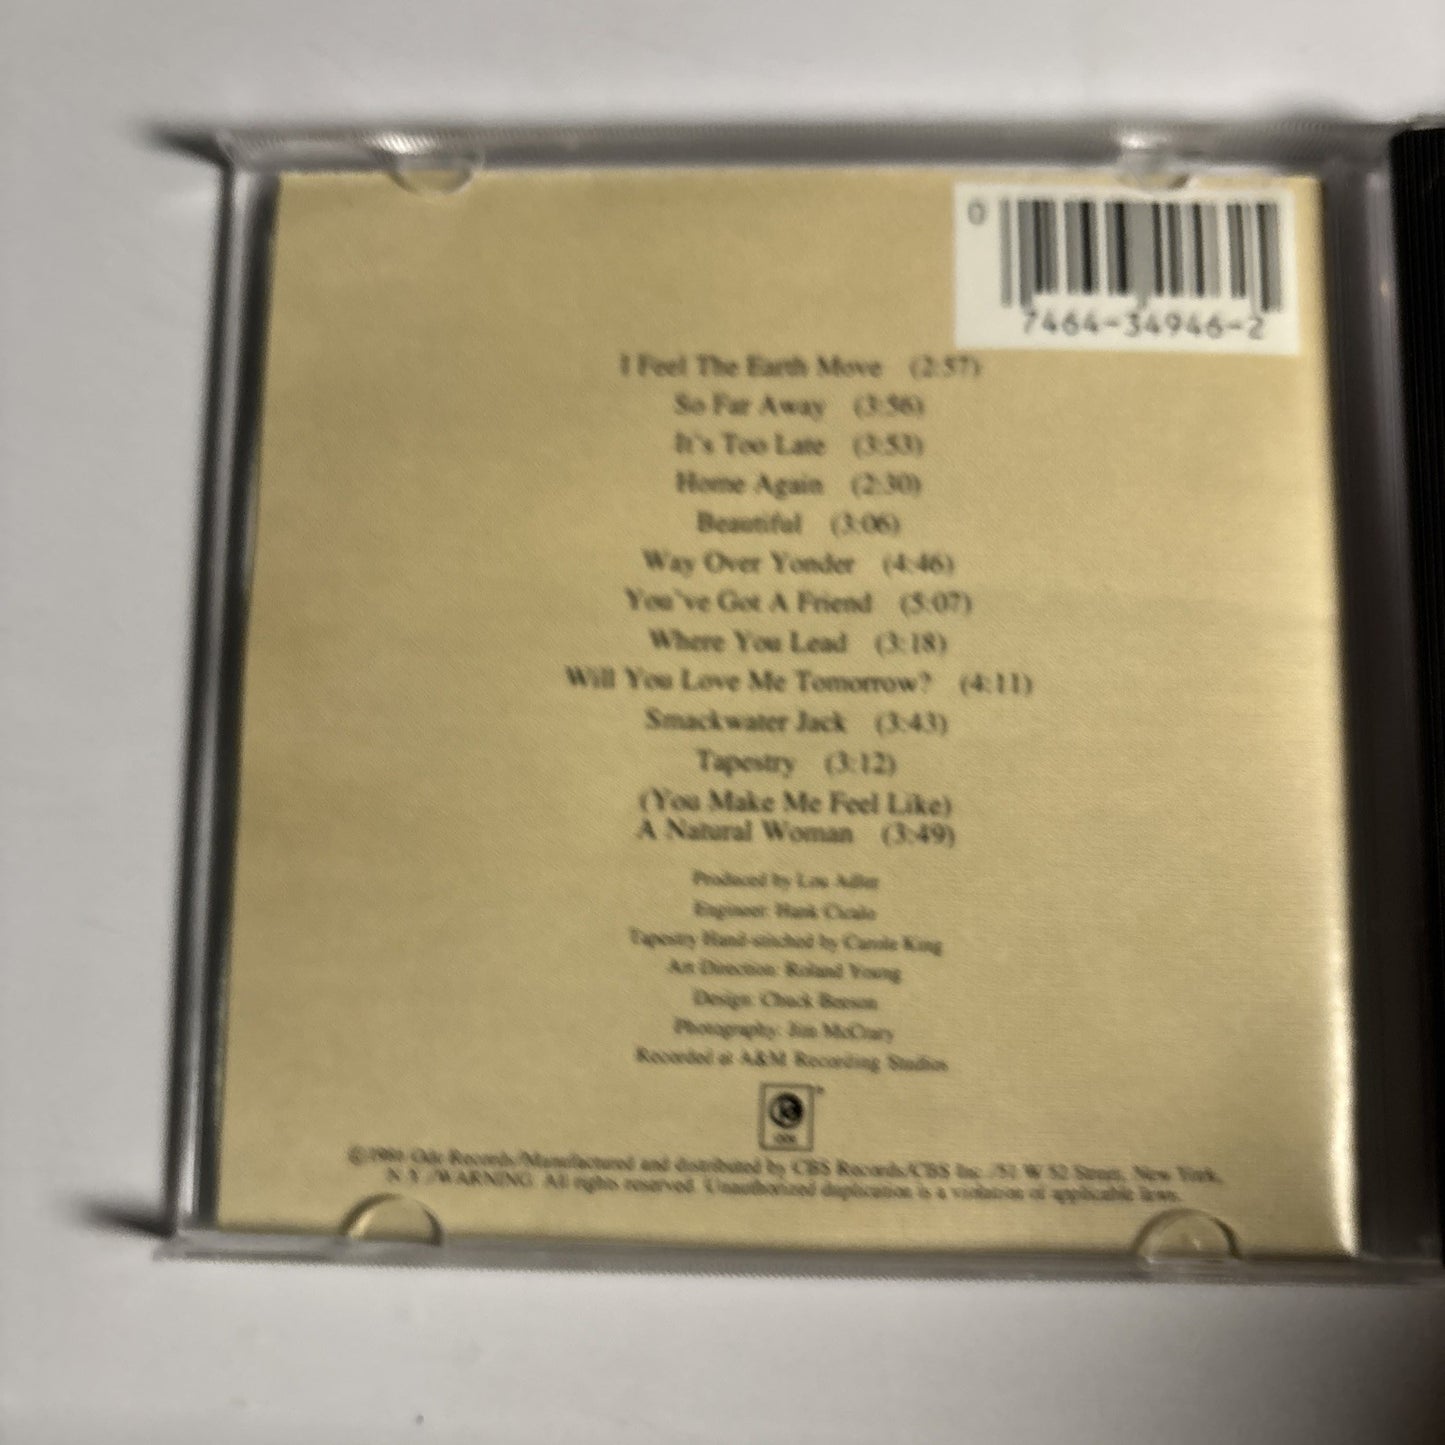 0
7464-34946-2
I Feel The Earth Move (2:57)
So Far Away (3:56)
It's Too Late (3:53)
Home Again (2:30)
Beautiful (3:06)
Way Over Yonder (4:46)
You've Got A Friend (5:07)
Where You Lead (3:18)
Will You Love Me Tomorrow? (4:11)
Smackwater Jack (3:43)
Tapestry (3:12)
(You Make Me Feel Like)
A Natural Woman (3:49)
Produced by Lou Adler
Engineer: Hank Cicalo
Tapestry Hand-stitched by Carole King
Art Direction: Roland Young
Design: Chuck Beeson
Photography: Jim McCrary
Recorded at A&M Recording Studios
Ode Records/Manufactured and distributed by CBS Records/CBS Inc./51 W 52 Street, New York,
N.Y./WARNING: All rights reserved. Unauthorized duplication is a violation of applicable laws.